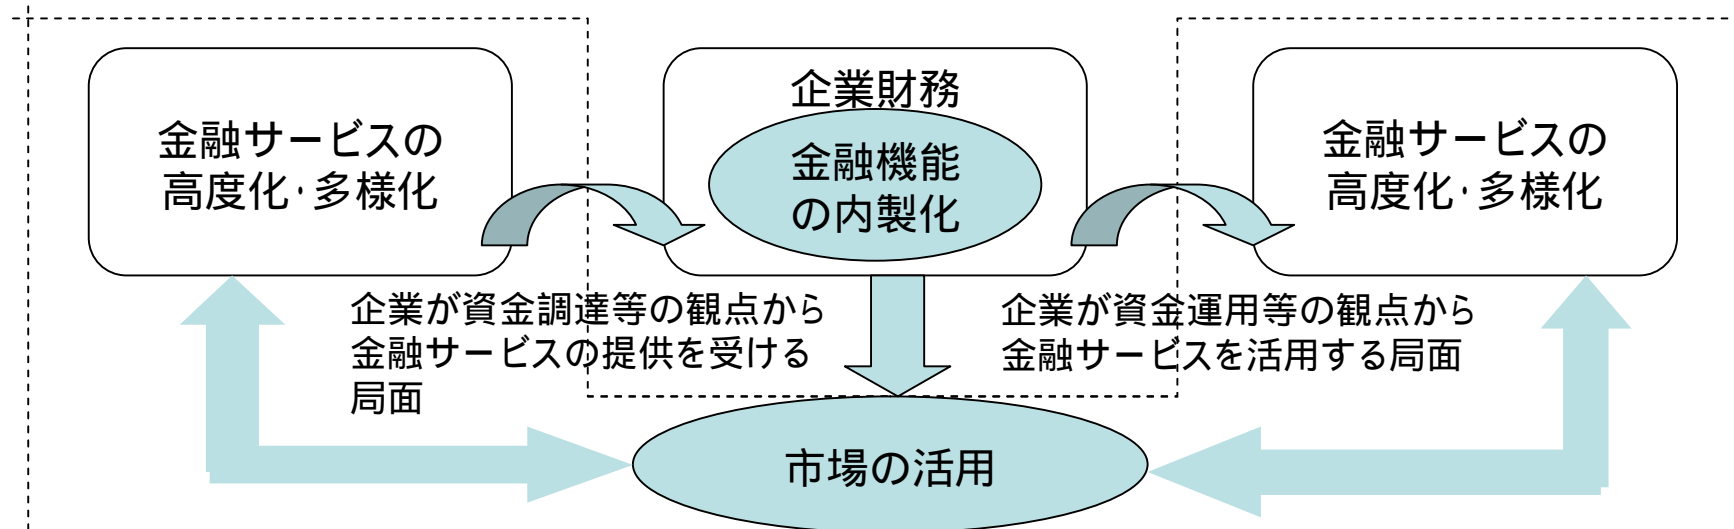 金融サービスの
高度化・多様化
企業財務
金融機能
の内製化
金融サービスの
高度化・多様化
企業が資金調達等の観点から
金融サービスの提供を受ける
局面
企業が資金運用等の観点から
金融サービスを活用する局面
市場の活用